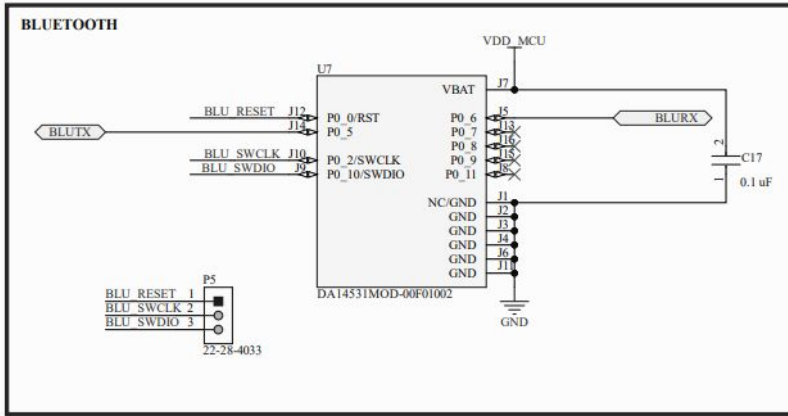 BLUETOOTH
VDD_MCU
U7
VBAT
J7
BLU_RESET
J12
P0_0/RST
P0_6
J5
BLURX
BLUTX
J14
P0_5
P0_7
J13
P0_8
J16
BLU_SWCLK
J10
P0_2/SWCLK
P0_9
J15
BLU_SWDIO
J9
P0_10/SWDIO
P0_11
2
C17
1
0.1 uF
NC/GND
J1
GND
J2
GND
J3
GND
J4
GND
J6
GND
J11
DA14531MOD-00F01002
GND
P5
BLU_RESET 1
BLU_SWCLK 2
BLU_SWDIO 3
22-28-4033